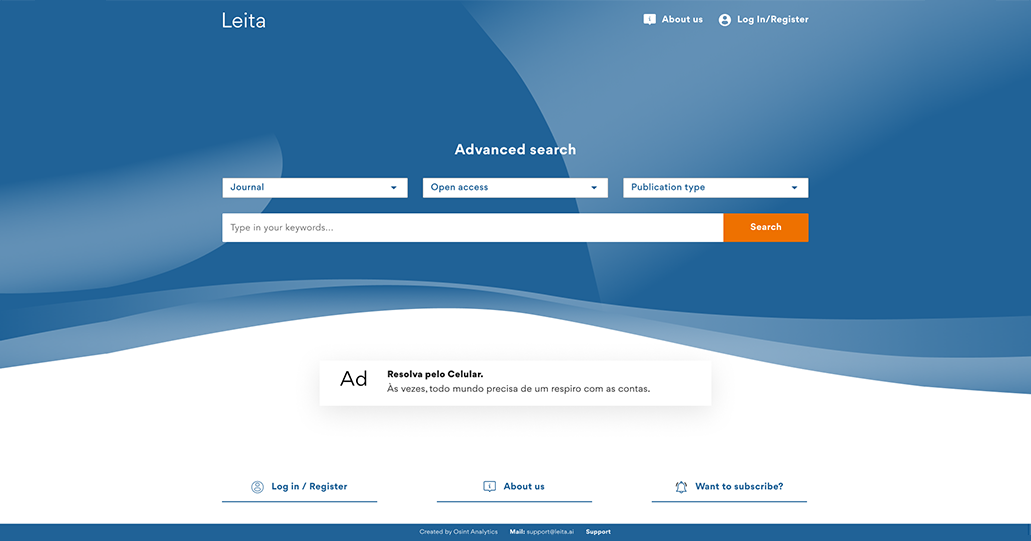 Leita
About us
Log In/Register
Advanced search
Journal
Open access
Publication type
Type in your keywords...
Search
Ad
Resolva pelo Celular.
Às vezes, todo mundo precisa de um respiro com as contas.
Log in / Register
About us
Want to subscribe?
Created by Osint Analytics Mail: support@leita.ai Support